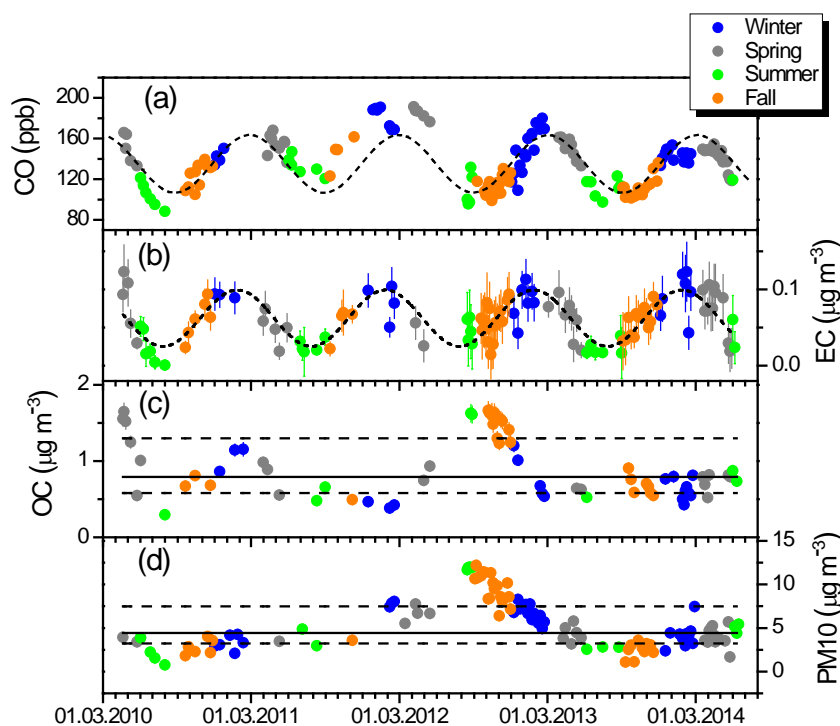 Winter
Spring
Summer
Fall
(a)
200
160
120
80
CO (ppb)
(b)
0.1
0.0
EC (μg m⁻³)
(c)
2
1
0
OC (μg m⁻³)
(d)
15
10
5
0
PM10 (μg m⁻³)
01.03.2010 01.03.2011 01.03.2012 01.03.2013 01.03.2014